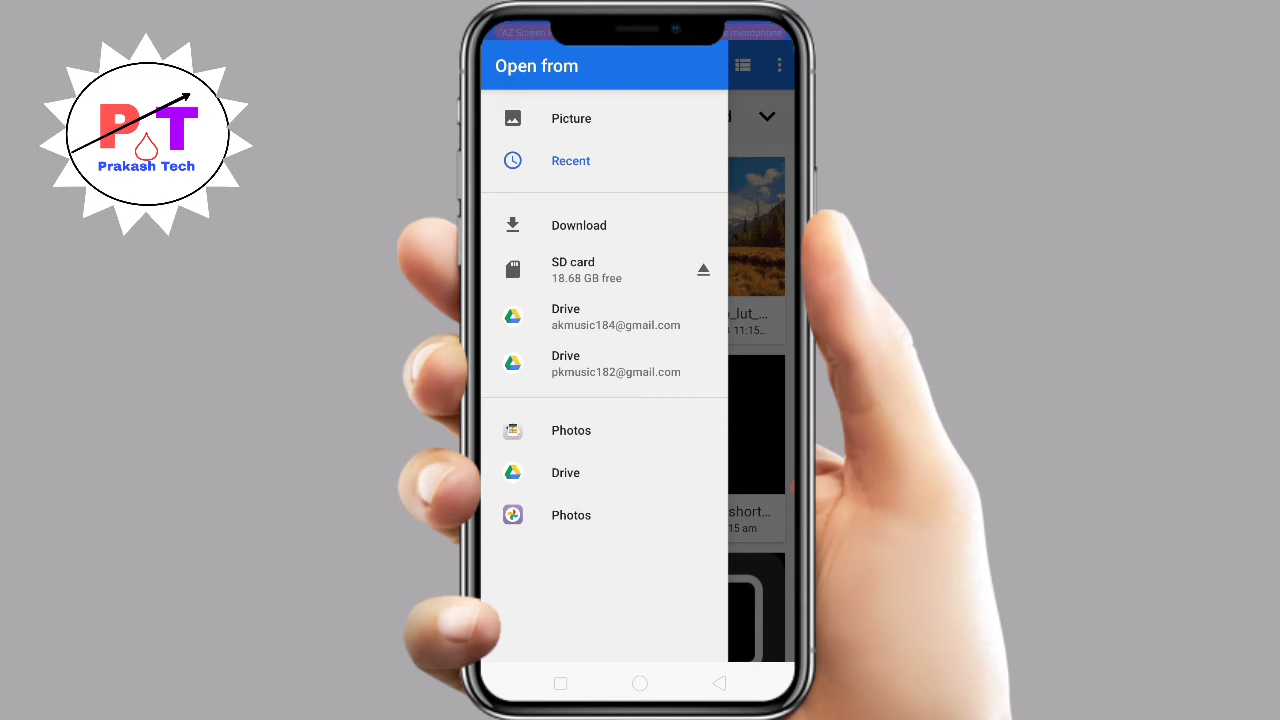 P T
Prakash Tech
AZ Screen
e microphone
Open from
Picture
Recent
Download
SD card
18.68 GB free
Drive
akmusic184@gmail.com
Drive
pkmusic182@gmail.com
Photos
Drive
Photos
d
_lut_...
11:15...
short...
15 am